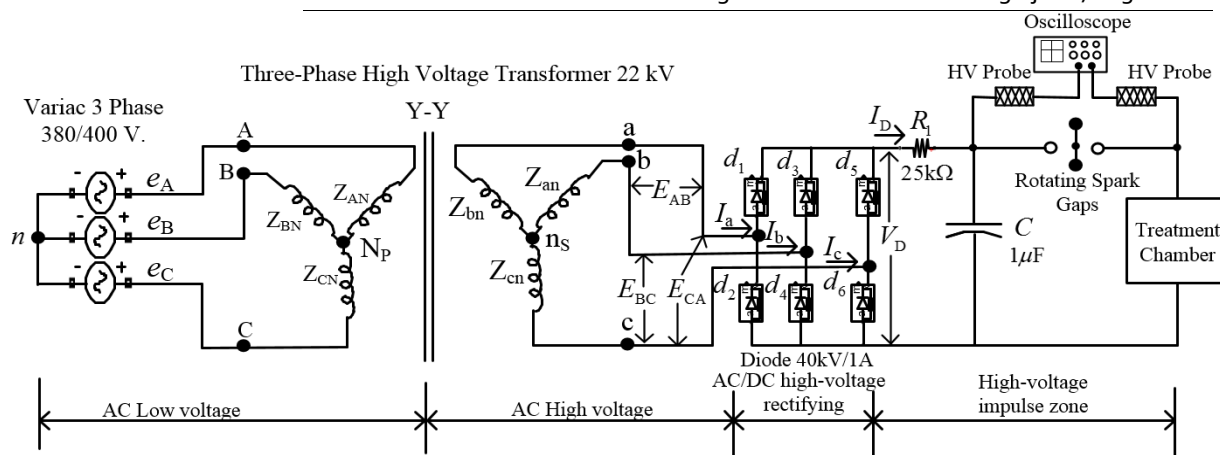 Oscilloscope
Three-Phase High Voltage Transformer 22 kV
HV Probe
HV Probe
Variac 3 Phase
380/400 V.
Y-Y
A
B
C
n
- +
e_A
- +
e_B
- +
e_C
Z_AN
Z_BN
Z_CN
N_P
a
b
c
Z_an
Z_bn
Z_cn
n_S
E_AB
E_BC
E_CA
I_a
I_b
I_c
d_1
d_3
d_5
d_2
d_4
d_6
I_D
R_1
25kΩ
V_D
Rotating Spark
Gaps
C
1μF
Treatment
Chamber
Diode 40kV/1A
AC/DC high-voltage
rectifying
High-voltage
impulse zone
AC Low voltage
AC High voltage